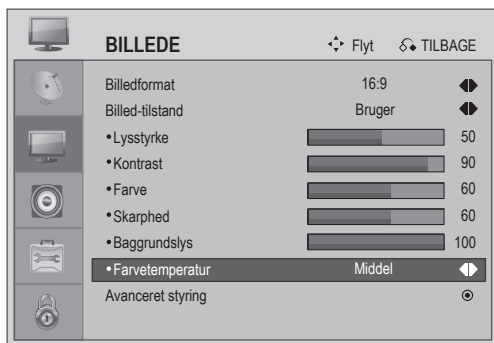 BILLEDE Flyt TILBAGE
Billedformat 16:9
Billed-tilstand Bruger
•Lysstyrke 50
•Kontrast 90
•Farve 60
•Skarphed 60
•Baggrundslys 100
•Farvetemperatur Middel
Avanceret styring